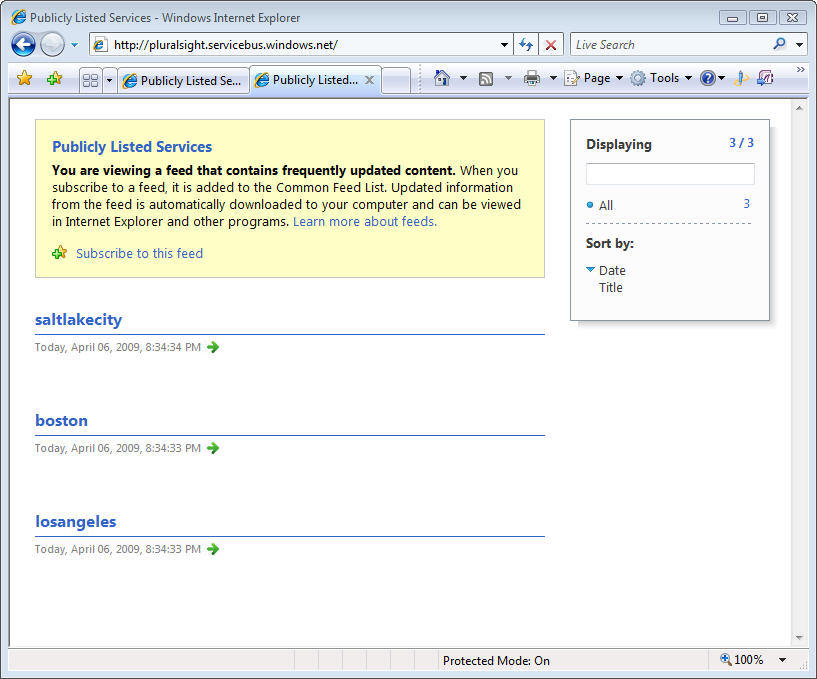 Publicly Listed Services - Windows Internet Explorer
http://pluralsight.servicebus.windows.net/
Live Search
Publicly Listed Se...
Publicly Listed...
Page
Tools
Publicly Listed Services
You are viewing a feed that contains frequently updated content. When you
subscribe to a feed, it is added to the Common Feed List. Updated information
from the feed is automatically downloaded to your computer and can be viewed
in Internet Explorer and other programs. Learn more about feeds.
Subscribe to this feed
Displaying 3 / 3
All 3
Sort by:
Date
Title
saltlakecity
Today, April 06, 2009, 8:34:34 PM
boston
Today, April 06, 2009, 8:34:33 PM
losangeles
Today, April 06, 2009, 8:34:33 PM
Protected Mode: On
100%